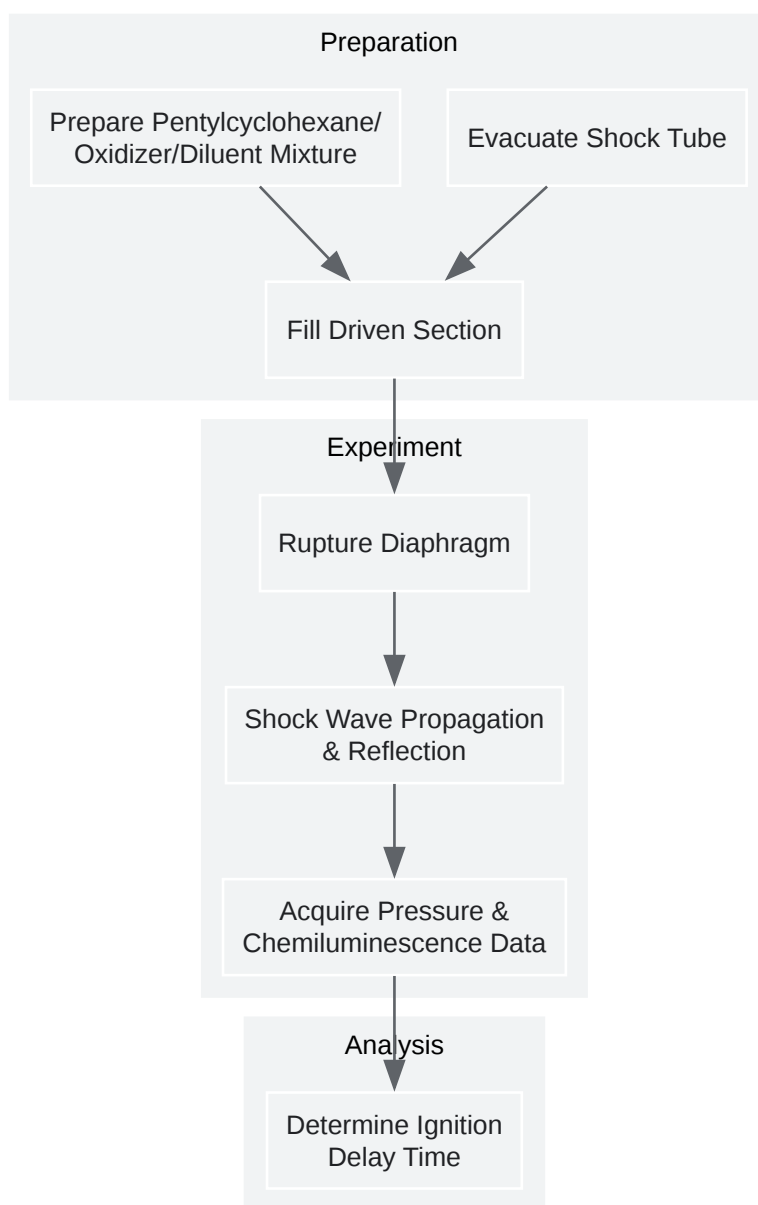 Preparation
Prepare Pentylcyclohexane/
Oxidizer/Diluent Mixture
Evacuate Shock Tube
Fill Driven Section
Experiment
Rupture Diaphragm
Shock Wave Propagation
& Reflection
Acquire Pressure &
Chemiluminescence Data
Analysis
Determine Ignition
Delay Time